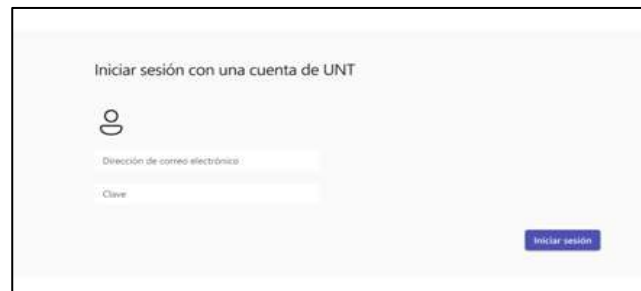 Iniciar sesión con una cuenta de UNT
Dirección de correo electrónico
Clave
Iniciar sesión